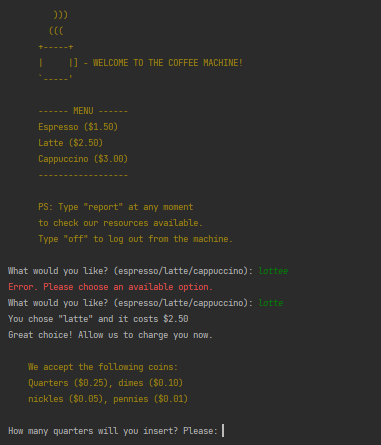 )))
(((
+-----+
|     |] - WELCOME TO THE COFFEE MACHINE!
`-----'
------ MENU ------
Espresso ($1.50)
Latte ($2.50)
Cappuccino ($3.00)
------------------
PS: Type "report" at any moment
to check our resources available.
Type "off" to log out from the machine.
What would you like? (espresso/latte/cappuccino): lattee
Error. Please choose an available option.
What would you like? (espresso/latte/cappuccino): latte
You chose "latte" and it costs $2.50
Great choice! Allow us to charge you now.
We accept the following coins:
Quarters ($0.25), dimes ($0.10)
nickles ($0.05), pennies ($0.01)
How many quarters will you insert? Please: